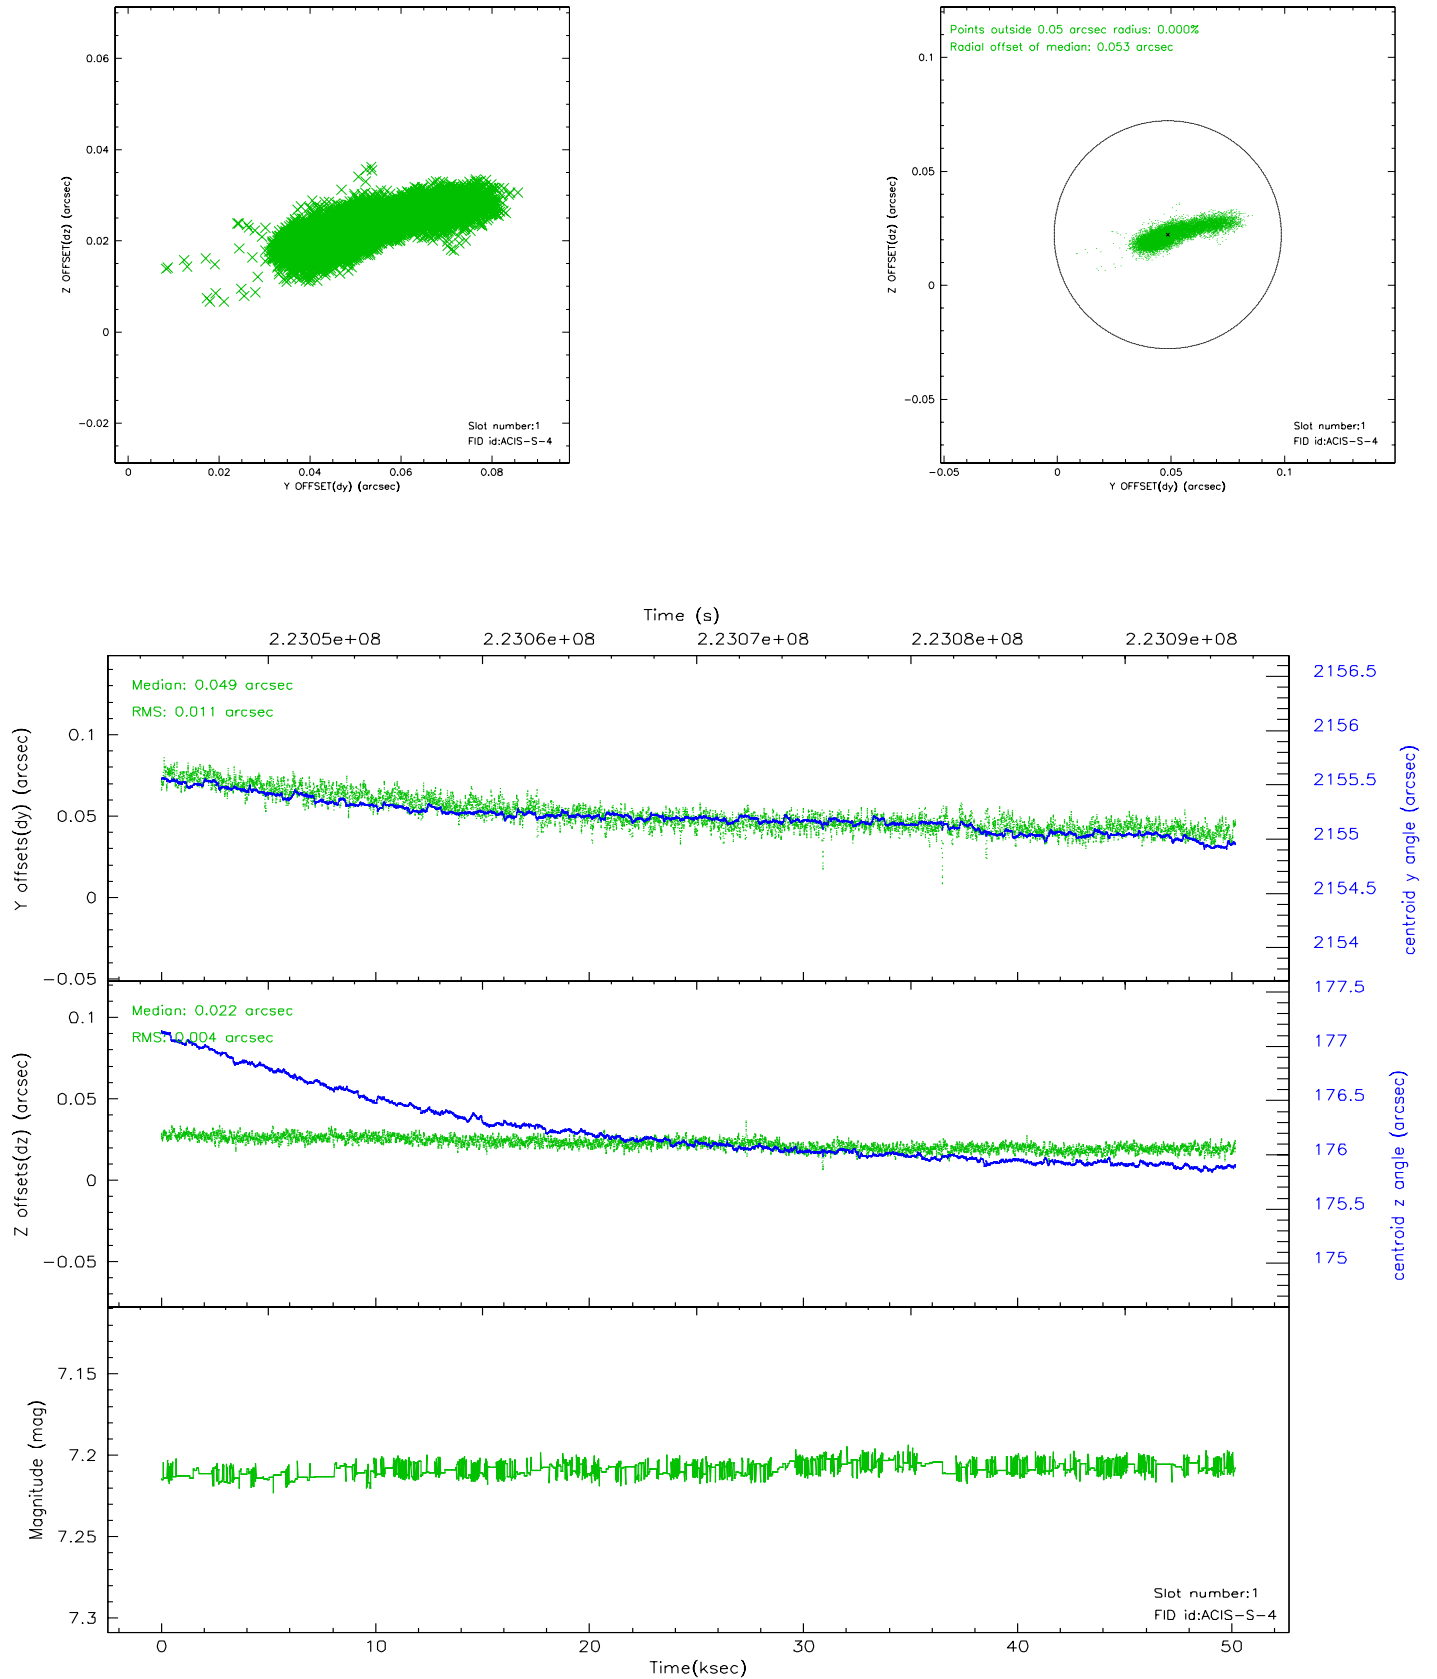 0.06
0.04
0.02
0
−0.02
Z OFFSET(dz) (arcsec)
Slot number:1
FID id:ACIS−S−4
0
0.02
0.04
0.06
0.08
Y OFFSET(dy) (arcsec)
Points outside 0.05 arcsec radius: 0.000%
Radial offset of median: 0.053 arcsec
0.1
0.05
0
−0.05
Z OFFSET(dz) (arcsec)
Slot number:1
FID id:ACIS−S−4
−0.05
0
0.05
0.1
Y OFFSET(dy) (arcsec)
Time (s)
2.2305e+08
2.2306e+08
2.2307e+08
2.2308e+08
2.2309e+08
Median: 0.049 arcsec
RMS: 0.011 arcsec
0.1
0.05
0
−0.05
Y offsets(dy) (arcsec)
2156.5
2156
2155.5
2155
2154.5
2154
centroid y angle (arcsec)
Median: 0.022 arcsec
RMS: 0.004 arcsec
0.1
0.05
0
−0.05
Z offsets(dz) (arcsec)
177.5
177
176.5
176
175.5
175
centroid z angle (arcsec)
7.15
7.2
7.25
7.3
Magnitude (mag)
Slot number:1
FID id:ACIS−S−4
0
10
20
30
40
50
Time(ksec)